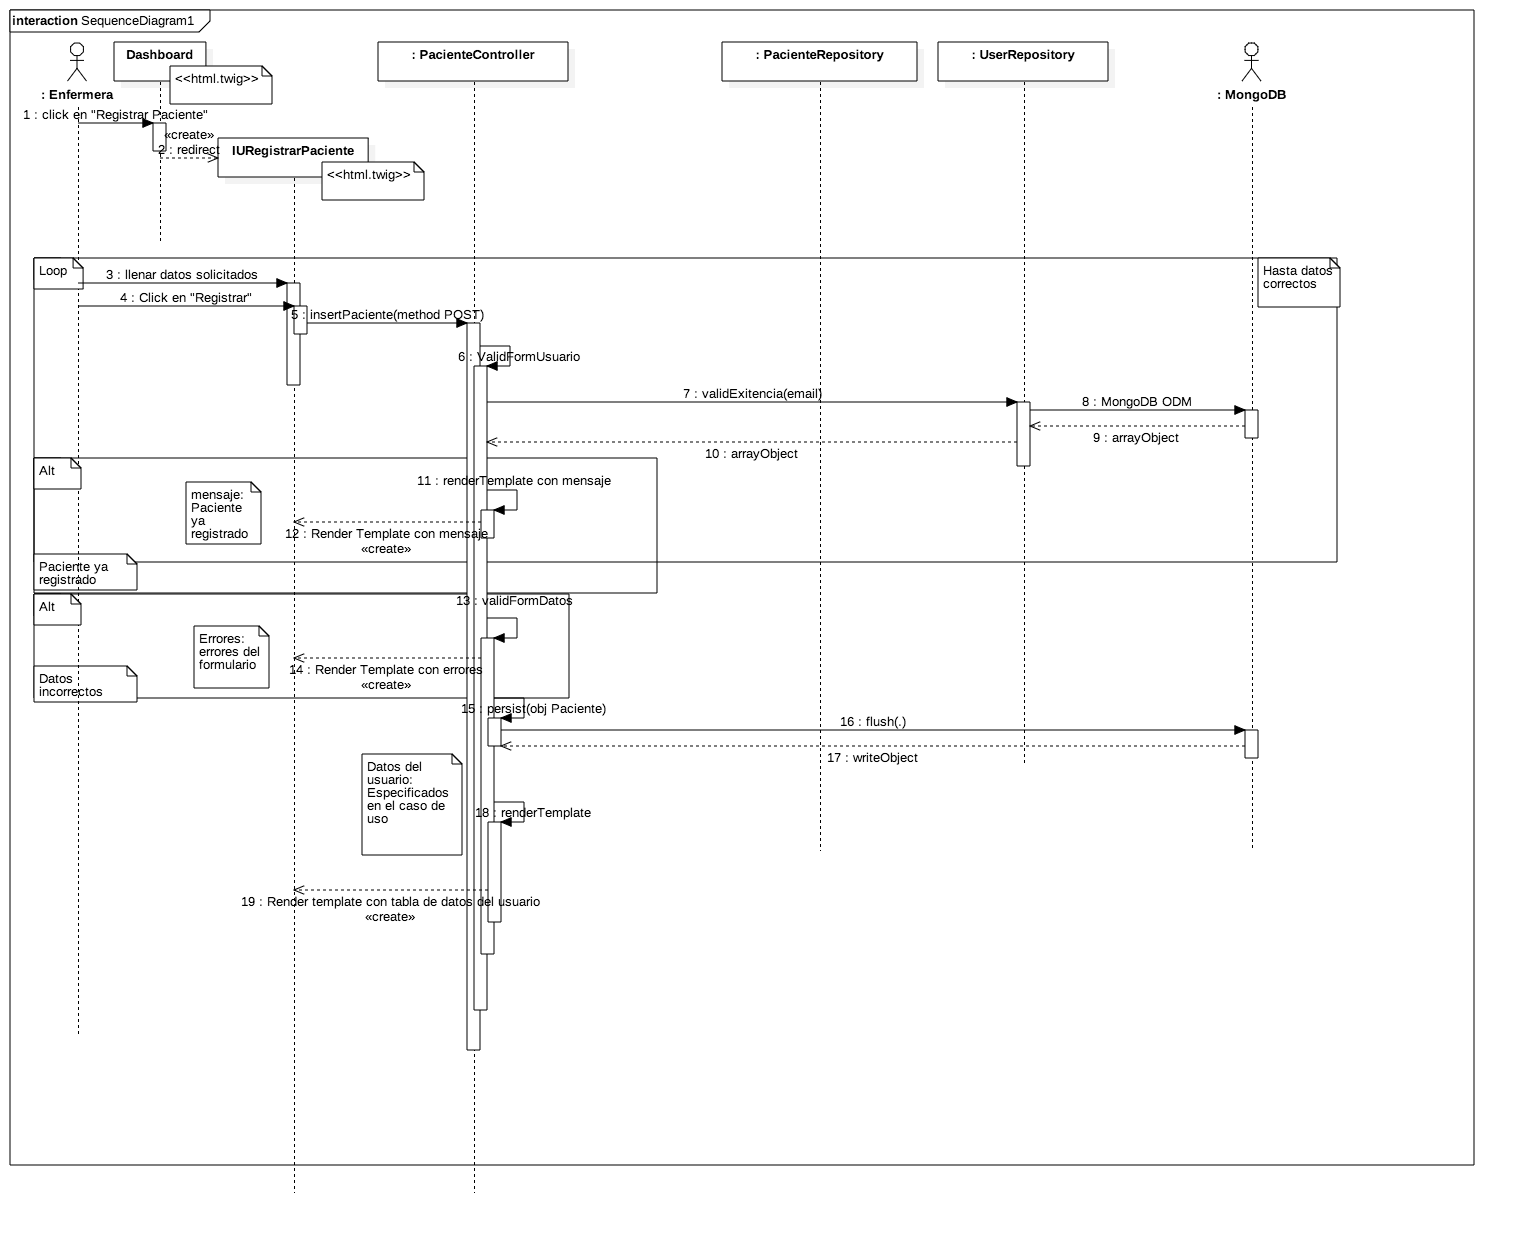 interaction SequenceDiagram1
: Enfermera
Dashboard
<<html.twig>>
: PacienteController
: PacienteRepository
: UserRepository
: MongoDB
1 : click en "Registrar Paciente"
«create»
2 : redirect
IURegistrarPaciente
<<html.twig>>
Loop
Hasta datos
correctos
3 : llenar datos solicitados
4 : Click en "Registrar"
5 : insertPaciente(method POST)
6 : ValidFormUsuario
7 : validExitencia(email)
8 : MongoDB ODM
9 : arrayObject
10 : arrayObject
Alt
11 : renderTemplate con mensaje
mensaje:
Paciente
ya
registrado
12 : Render Template con mensaje
«create»
Paciente ya
registrado
Alt
13 : validFormDatos
Errores:
errores del
formulario
14 : Render Template con errores
«create»
Datos
incorrectos
15 : persist(obj Paciente)
16 : flush(.)
17 : writeObject
Datos del
usuario:
Especificados
en el caso de
uso
18 : renderTemplate
19 : Render template con tabla de datos del usuario
«create»